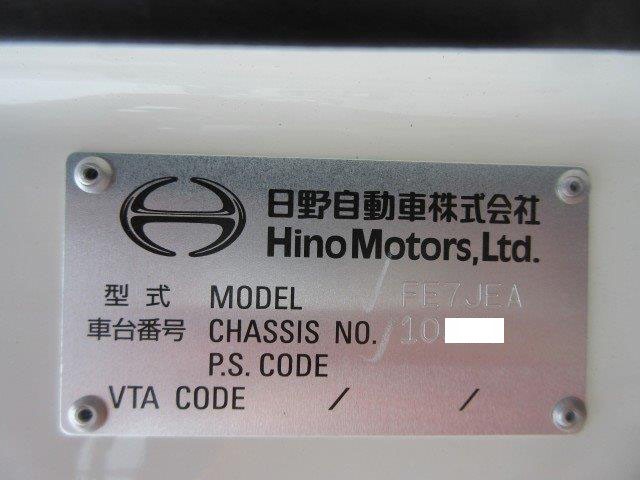 日野自動車株式会社
Hino Motors, Ltd.
型式 MODEL FE7JEA
車台番号 CHASSIS NO. 10
P.S. CODE
VTA CODE / /